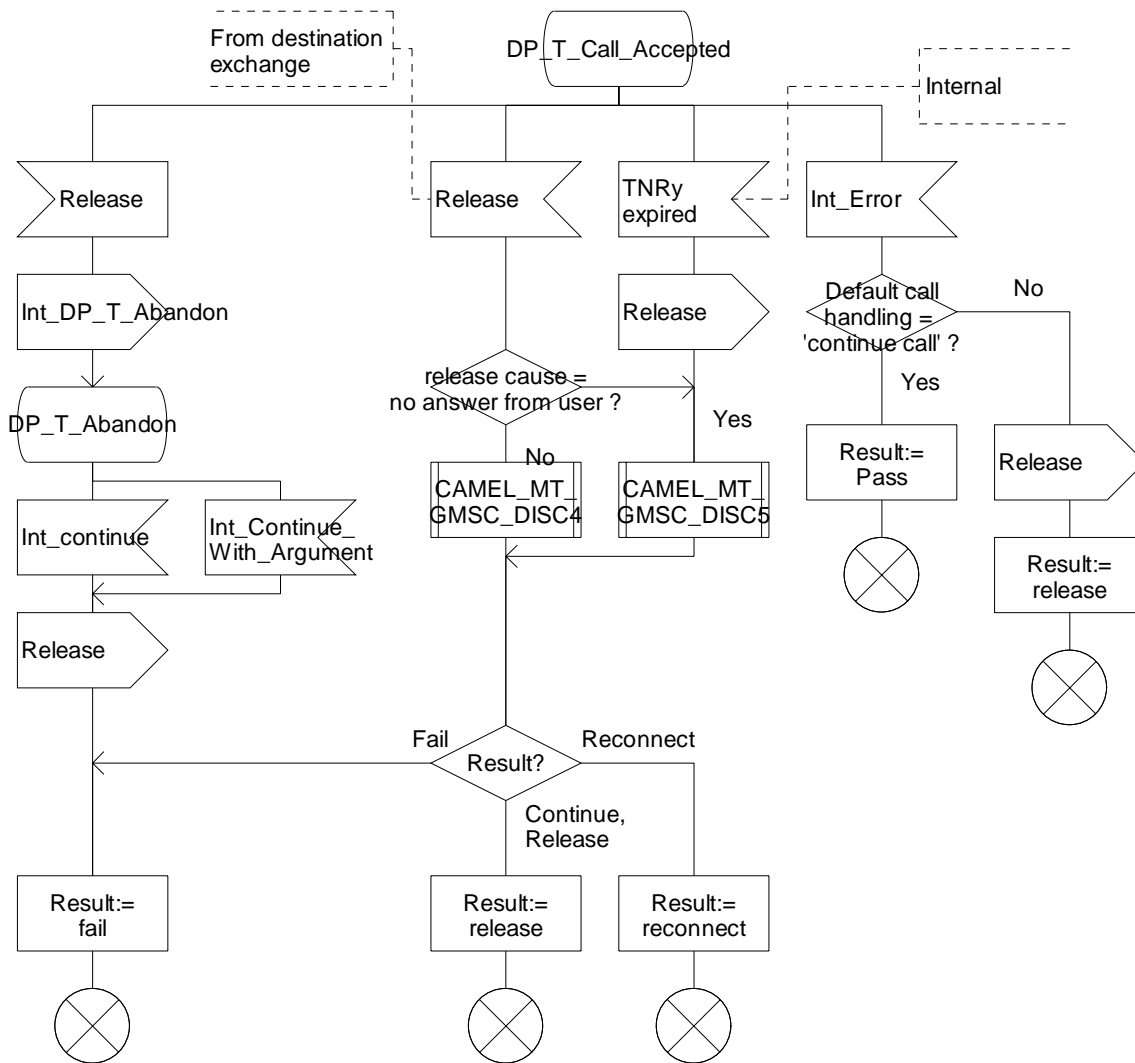 From destination
exchange
DP_T_Call_Accepted
Internal
Release
Release
TNRy
expired
Int_Error
Int_DP_T_Abandon
Release
Default call
handling =
'continue call' ?
No
Yes
release cause =
no answer from user ?
Yes
No
DP_T_Abandon
Result:=
Pass
Release
CAMEL_MT_
GMSC_DISC4
CAMEL_MT_
GMSC_DISC5
Int_continue
Int_Continue_
With_Argument
Result:=
release
Release
Fail
Reconnect
Result?
Continue,
Release
Result:=
fail
Result:=
release
Result:=
reconnect